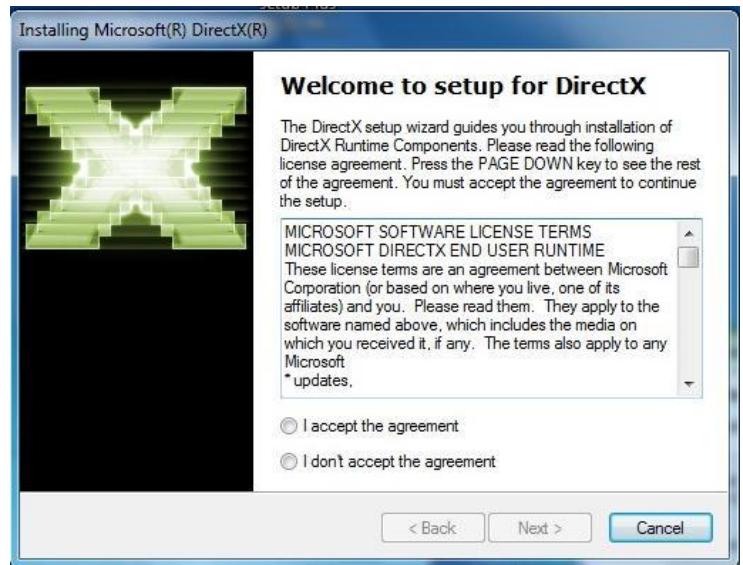 Setup Plus
Installing Microsoft(R) DirectX(R)
Welcome to setup for DirectX
The DirectX setup wizard guides you through installation of
DirectX Runtime Components. Please read the following
license agreement. Press the PAGE DOWN key to see the rest
of the agreement. You must accept the agreement to continue
the setup.
MICROSOFT SOFTWARE LICENSE TERMS
MICROSOFT DIRECTX END USER RUNTIME
These license terms are an agreement between Microsoft
Corporation (or based on where you live, one of its
affiliates) and you.  Please read them.  They apply to the
software named above, which includes the media on
which you received it, if any.  The terms also apply to any
Microsoft
* updates,
I accept the agreement
I don't accept the agreement
< Back
Next >
Cancel